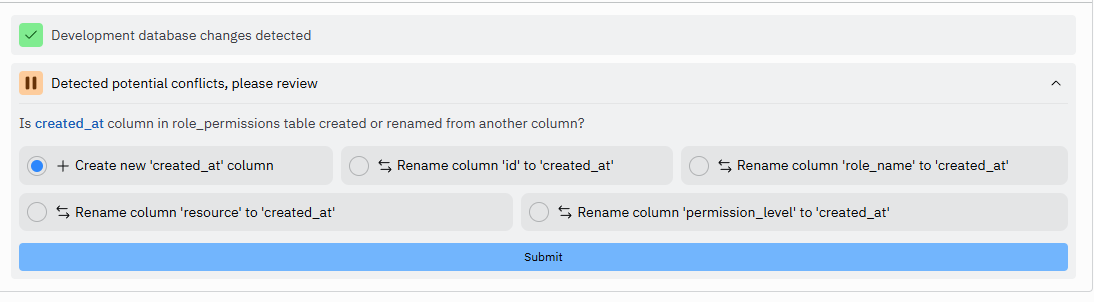 Development database changes detected
Detected potential conflicts, please review
Is created_at column in role_permissions table created or renamed from another column?
+ Create new 'created_at' column
Rename column 'id' to 'created_at'
Rename column 'role_name' to 'created_at'
Rename column 'resource' to 'created_at'
Rename column 'permission_level' to 'created_at'
Submit